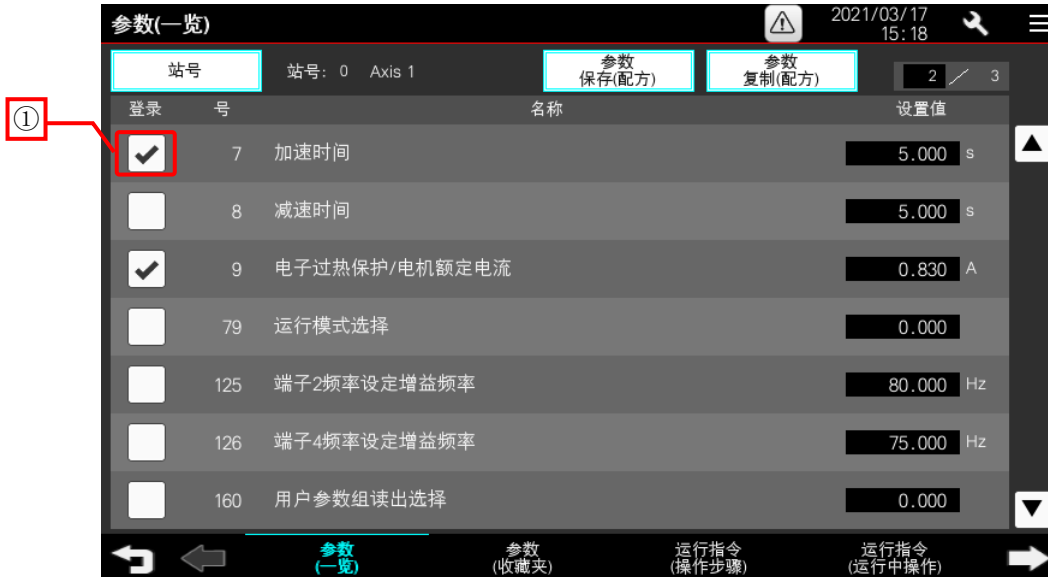 参数(一览)
2021/03/17
15:18
站号
站号: 0 Axis 1
参数
保存(配方)
参数
复制(配方)
2 / 3
登录 号 名称 设置值
①
7 加速时间 5.000 s
8 减速时间 5.000 s
9 电子过热保护/电机额定电流 0.830 A
79 运行模式选择 0.000
125 端子2频率设定增益频率 80.000 Hz
126 端子4频率设定增益频率 75.000 Hz
160 用户参数组读出选择 0.000
参数
(一览)
参数
(收藏夹)
运行指令
(操作步骤)
运行指令
(运行中操作)